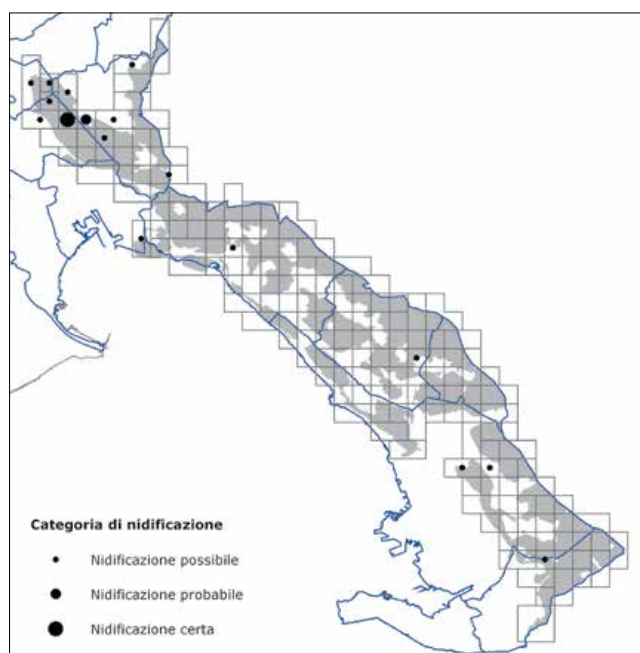 Categoria di nidificazione
Nidificazione possibile
Nidificazione probabile
Nidificazione certa